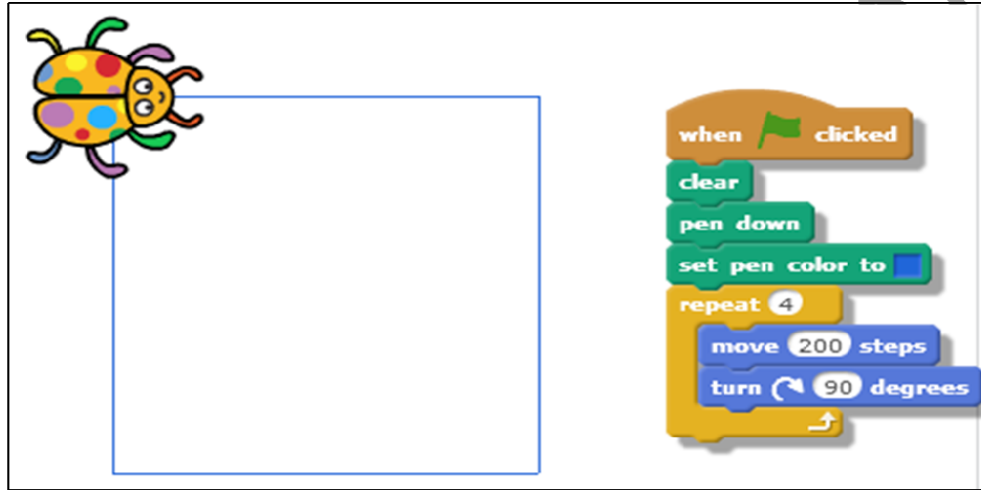 when clicked
clear
pen down
set pen color to
repeat 4
move 200 steps
turn 90 degrees